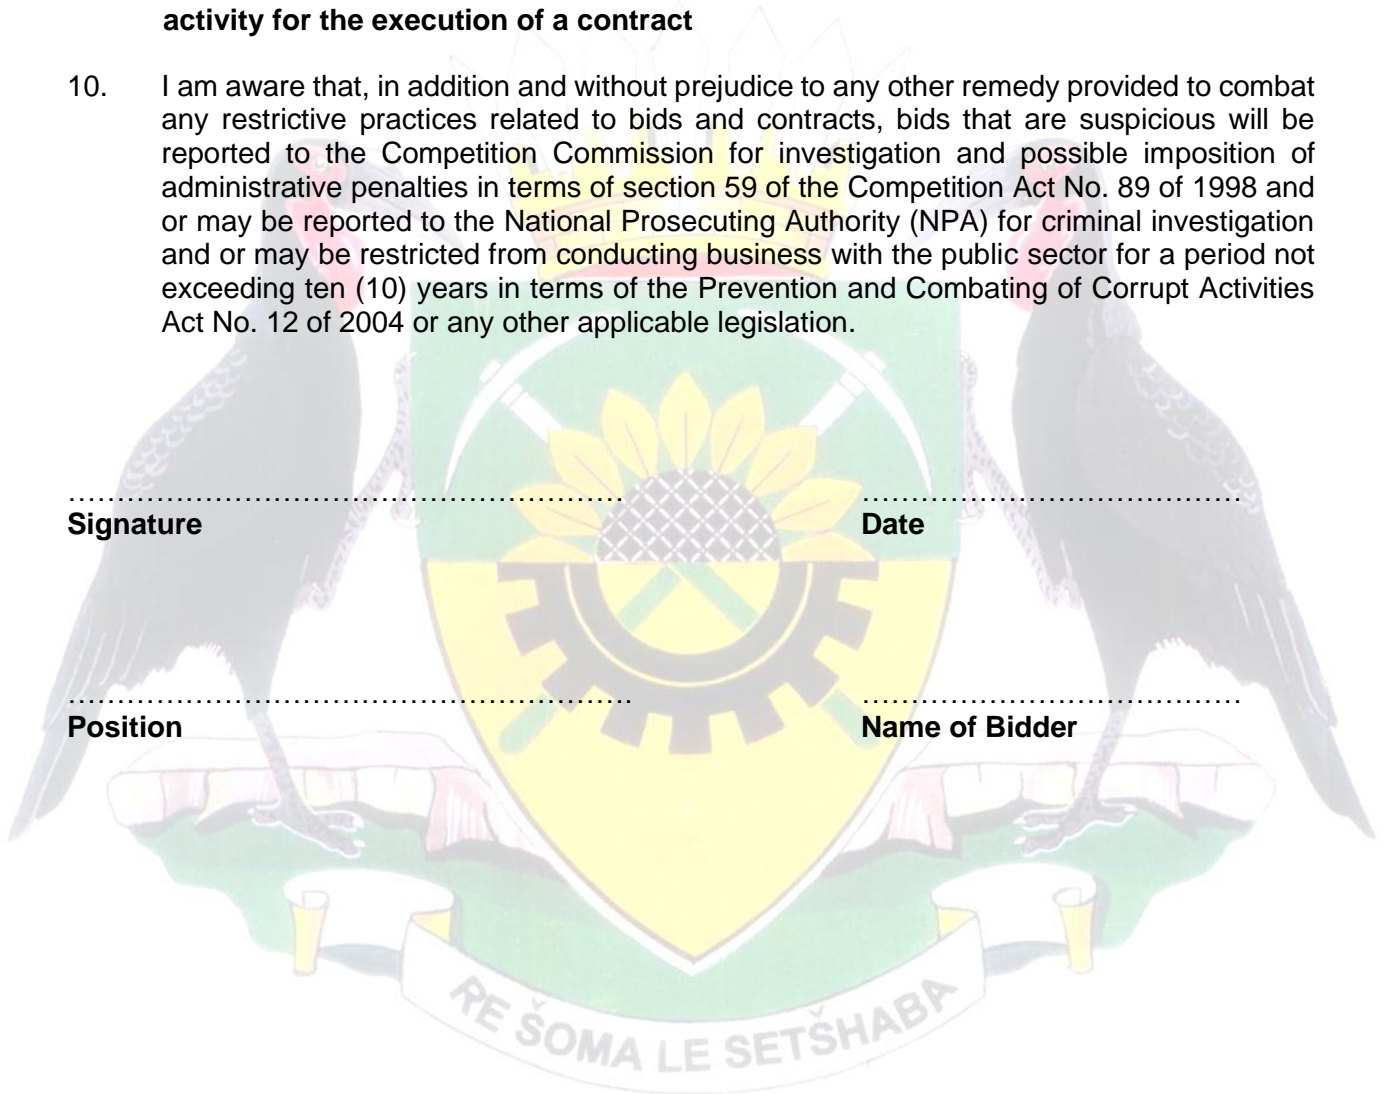 activity for the execution of a contract
10. I am aware that, in addition and without prejudice to any other remedy provided to combat
any restrictive practices related to bids and contracts, bids that are suspicious will be
reported to the Competition Commission for investigation and possible imposition of
administrative penalties in terms of section 59 of the Competition Act No. 89 of 1998 and
or may be reported to the National Prosecuting Authority (NPA) for criminal investigation
and or may be restricted from conducting business with the public sector for a period not
exceeding ten (10) years in terms of the Prevention and Combating of Corrupt Activities
Act No. 12 of 2004 or any other applicable legislation.
………………………………………………… …………………………………
Signature Date
………………………………………………… …………………………………
Position Name of Bidder
RE ŠOMA LE SETŠHABA